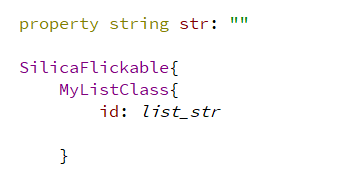 property string str: ""
SilicaFlickable{
    MyListClass{
        id: list_str
    }